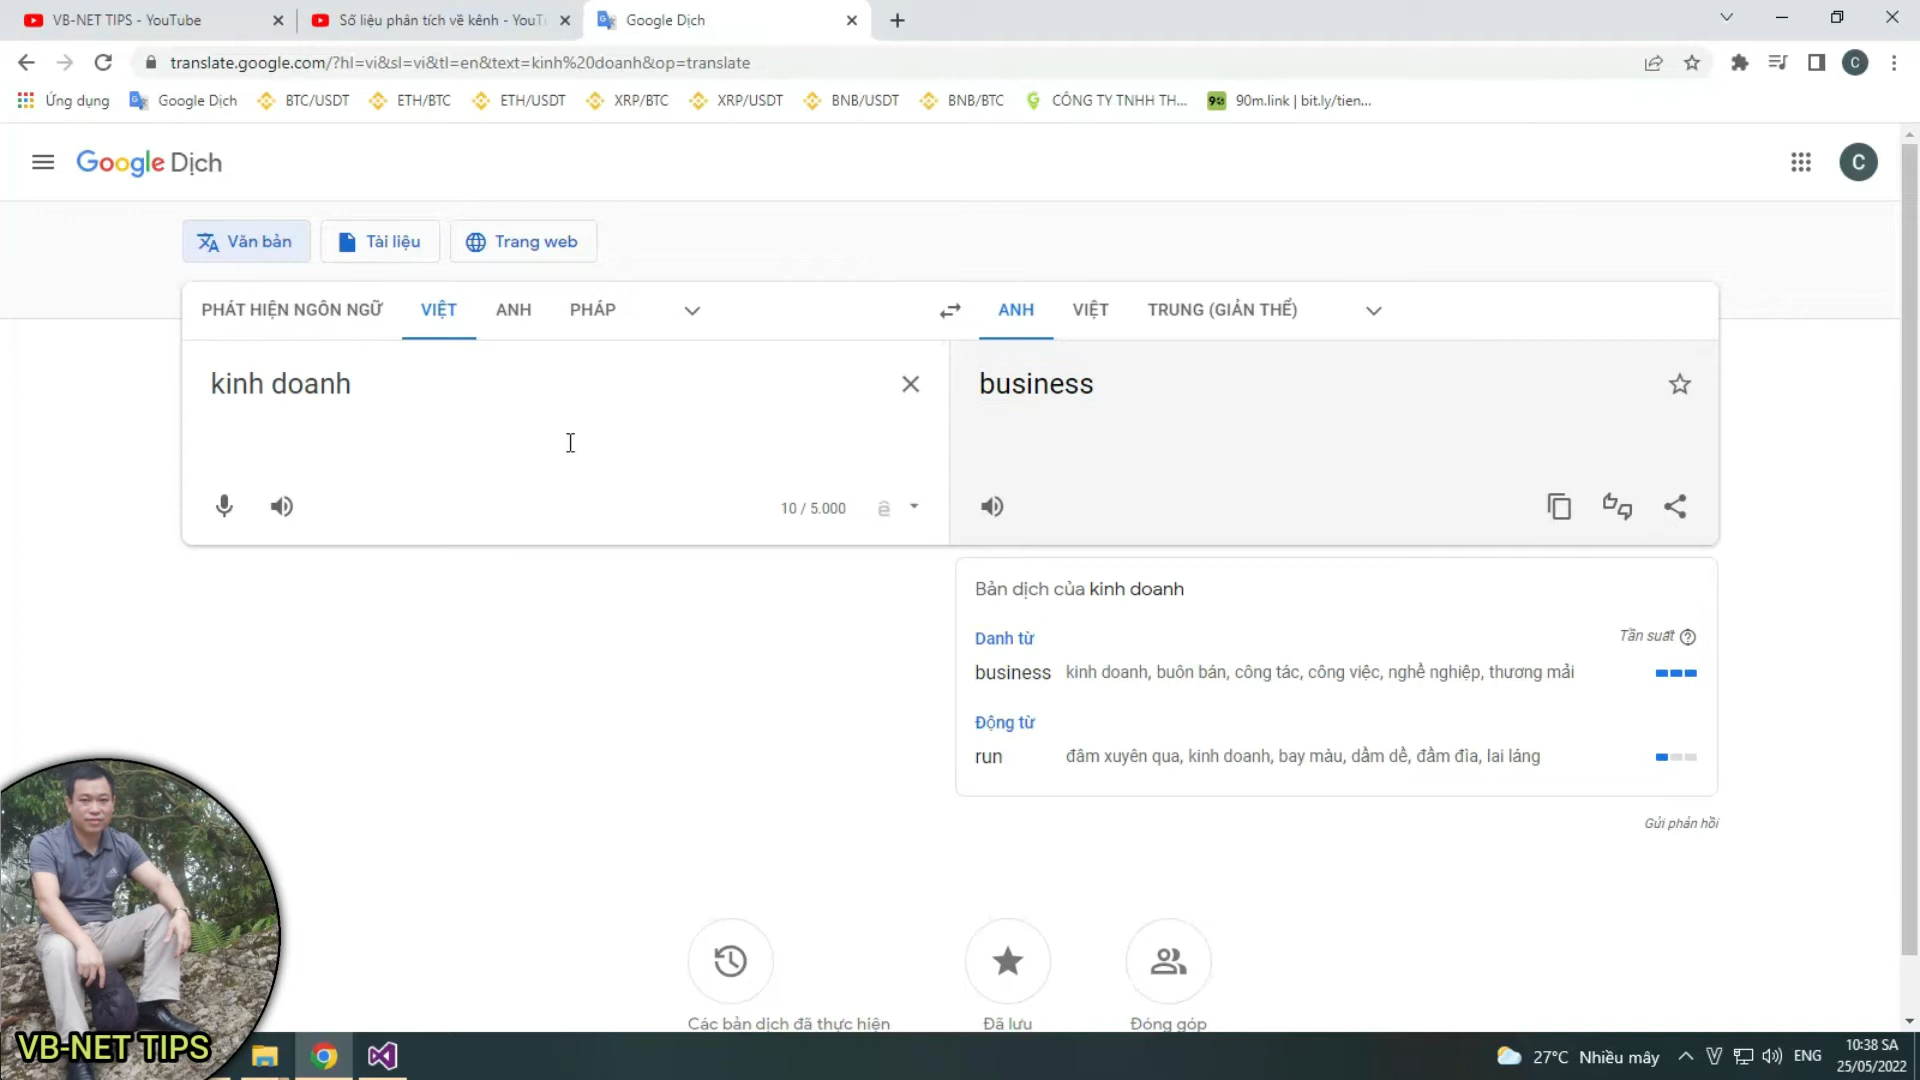 VB-NET TIPS - YouTube
Số liệu phân tích về kênh - YouTu
Google Dịch
translate.google.com/?hl=vi&sl=vi&tl=en&text=kinh%20doanh&op=translate
C
Ứng dụng
Google Dịch
BTC/USDT
ETH/BTC
ETH/USDT
XRP/BTC
XRP/USDT
BNB/USDT
BNB/BTC
CÔNG TY TNHH TH...
90m.link | bit.ly/tien...
Google Dịch
C
Văn bản
Tài liệu
Trang web
PHÁT HIỆN NGÔN NGỮ
VIỆT
ANH
PHÁP
ANH
VIỆT
TRUNG (GIẢN THỂ)
kinh doanh
business
10 / 5.000
Bản dịch của kinh doanh
Danh từ
Tần suất
business
kinh doanh, buôn bán, công tác, công việc, nghề nghiệp, thương mải
Động từ
run
đâm xuyên qua, kinh doanh, bay màu, dầm dề, đầm đìa, lai láng
Gửi phản hồi
Các bản dịch đã thực hiện
Đã lưu
Đóng góp
VB-NET TIPS
27°C Nhiều mây
ENG
10:38 SA
25/05/2022